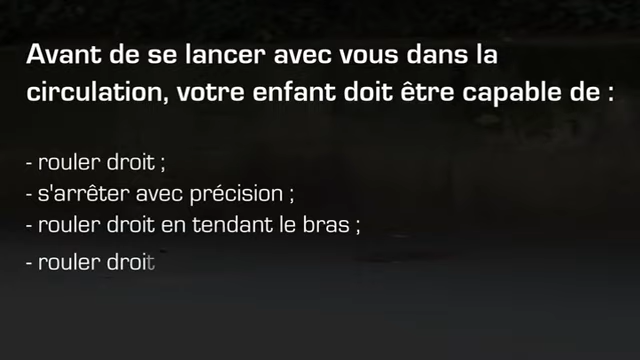 Avant de se lancer avec vous dans la
circulation, votre enfant doit être capable de :
- rouler droit ;
- s'arrêter avec précision ;
- rouler droit en tendant le bras ;
- rouler droit